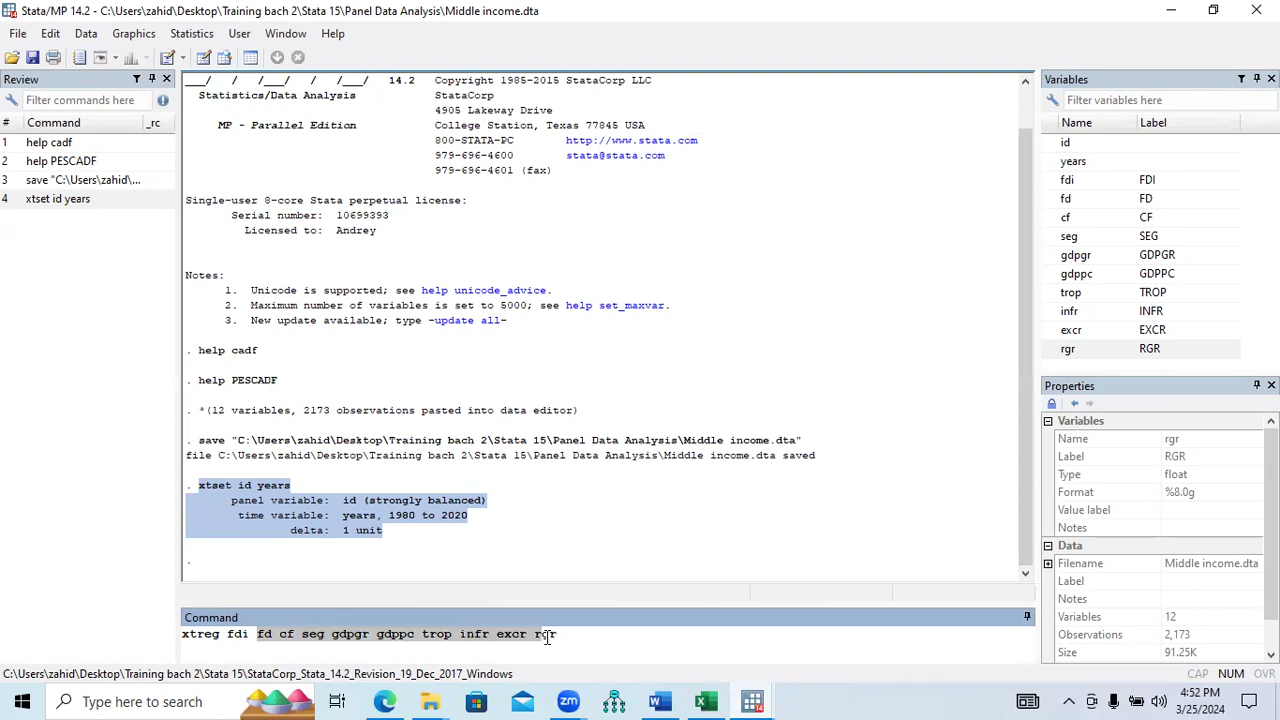 Stata/MP 14.2 - C:\Users\zahid\Desktop\Training bach 2\Stata 15\Panel Data Analysis\Middle income.dta
File Edit Data Graphics Statistics User Window Help
Review
Filter commands here
# Command _rc
1 help cadf
2 help PESCADF
3 save "C:\Users\zahid\...
4 xtset id years
___/ / /___/ / /___/ 14.2 Copyright 1985-2015 StataCorp LLC
Statistics/Data Analysis StataCorp
4905 Lakeway Drive
MP - Parallel Edition College Station, Texas 77845 USA
800-STATA-PC http://www.stata.com
979-696-4600 stata@stata.com
979-696-4601 (fax)
Single-user 8-core Stata perpetual license:
Serial number: 10699393
Licensed to: Andrey
Notes:
1. Unicode is supported; see help unicode_advice.
2. Maximum number of variables is set to 5000; see help set_maxvar.
3. New update available; type -update all-
. help cadf
. help PESCADF
. *(12 variables, 2173 observations pasted into data editor)
. save "C:\Users\zahid\Desktop\Training bach 2\Stata 15\Panel Data Analysis\Middle income.dta"
file C:\Users\zahid\Desktop\Training bach 2\Stata 15\Panel Data Analysis\Middle income.dta saved
. xtset id years
panel variable: id (strongly balanced)
time variable: years, 1980 to 2020
delta: 1 unit
.
Command
xtreg fdi fd cf seg gdpgr gdppc trop infr excr rgr
Variables
Filter variables here
Name Label
id
years
fdi FDI
fd FD
cf CF
seg SEG
gdpgr GDPGR
gdppc GDPPC
trop TROP
infr INFR
excr EXCR
rgr RGR
Properties
Variables
Name rgr
Label RGR
Type float
Format %8.0g
Value label
Notes
Data
Filename Middle income.dta
Label
Notes
Variables 12
Observations 2,173
Size 91.25K
C:\Users\zahid\Desktop\Training bach 2\Stata 15\StataCorp_Stata_14.2_Revision_19_Dec_2017_Windows
CAP NUM OVR
Type here to search
4:52 PM
3/25/2024